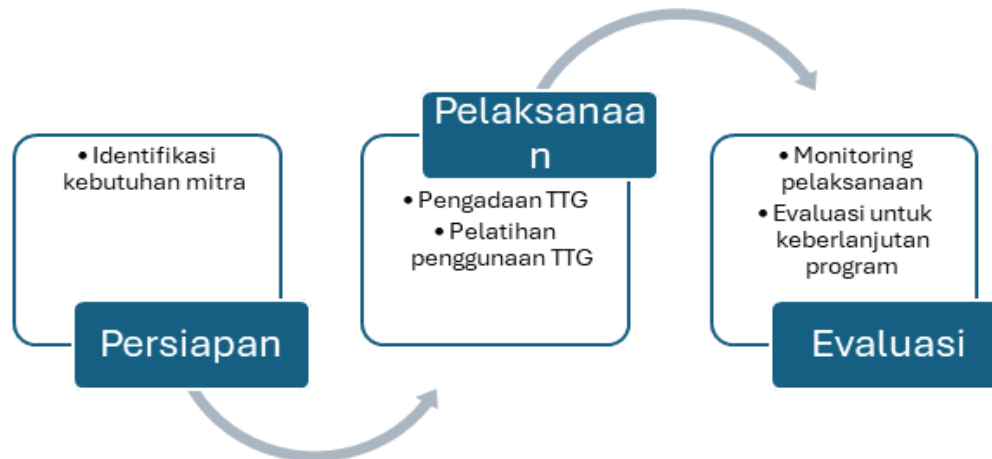 • Identifikasi
kebutuhan mitra
Persiapan
Pelaksanaa
n
• Pengadaan TTG
• Pelatihan
penggunaan TTG
• Monitoring
pelaksanaan
• Evaluasi untuk
keberlanjutan
program
Evaluasi